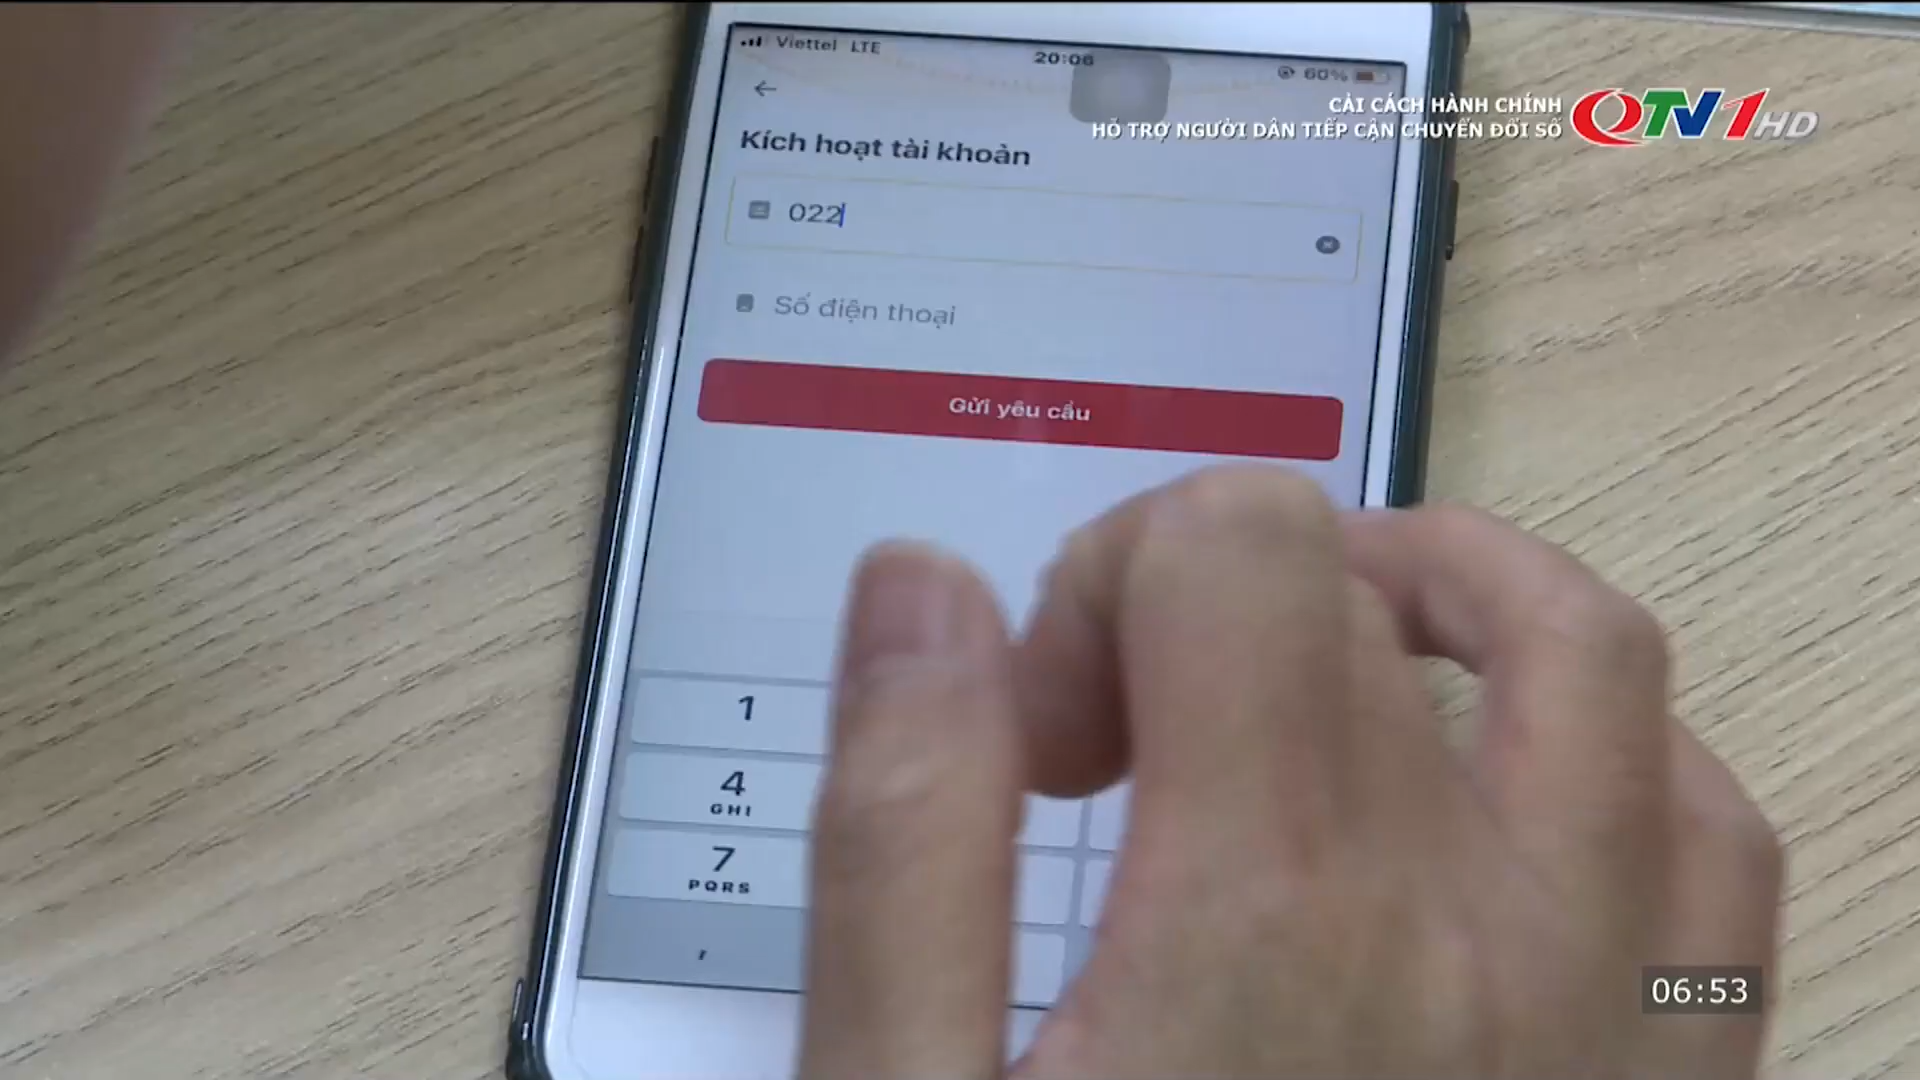 Viettel LTE
20:06
60%
CẢI CÁCH HÀNH CHÍNH
HỖ TRỢ NGƯỜI DÂN TIẾP CẬN CHUYỂN ĐỔI SỐ
QTV1HD
Kích hoạt tài khoản
022
Số điện thoại
Gửi yêu cầu
1
4
GHI
7
PQRS
,
06:53